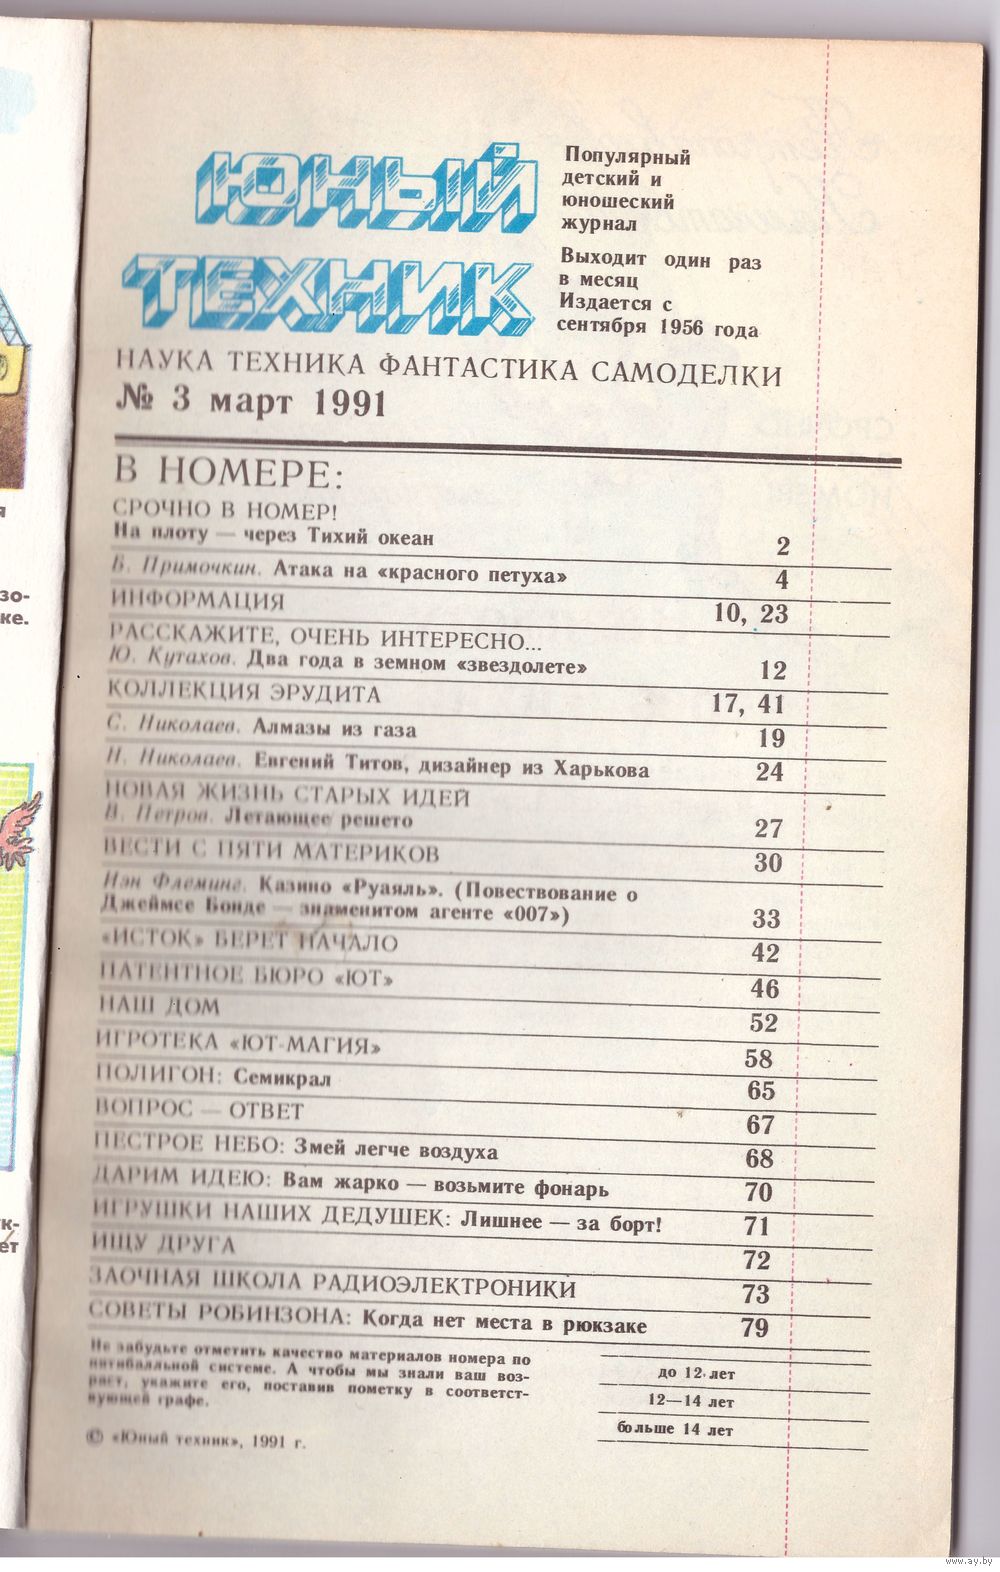 ЮНЫЙ
ТЕХНИК
Популярный
детский и
юношеский
журнал
Выходит один раз
в месяц
Издается с
сентября 1956 года
НАУКА ТЕХНИКА ФАНТАСТИКА САМОДЕЛКИ
№ 3 март 1991
В НОМЕРЕ:
СРОЧНО В НОМЕР!
На плоту — через Тихий океан 2
Б. Примочкин. Атака на «красного петуха» 4
ИНФОРМАЦИЯ 10, 23
РАССКАЖИТЕ, ОЧЕНЬ ИНТЕРЕСНО...
Ю. Кутахов. Два года в земном «звездолете» 12
КОЛЛЕКЦИЯ ЭРУДИТА 17, 41
С. Николаев. Алмазы из газа 19
Н. Николаев. Евгений Титов, дизайнер из Харькова 24
НОВАЯ ЖИЗНЬ СТАРЫХ ИДЕЙ
В. Петров. Летающее решето 27
ВЕСТИ С ПЯТИ МАТЕРИКОВ 30
Иэн Флеминг. Казино «Руаяль». (Повествование о
Джеймсе Бонде — знаменитом агенте «007») 33
«ИСТОК» БЕРЕТ НАЧАЛО 42
ПАТЕНТНОЕ БЮРО «ЮТ» 46
НАШ ДОМ 52
ИГРОТЕКА «ЮТ-МАГИЯ» 58
ПОЛИГОН: Семикрал 65
ВОПРОС — ОТВЕТ 67
ПЕСТРОЕ НЕБО: Змей легче воздуха 68
ДАРИМ ИДЕЮ: Вам жарко — возьмите фонарь 70
ИГРУШКИ НАШИХ ДЕДУШЕК: Лишнее — за борт! 71
ИЩУ ДРУГА 72
ЗАОЧНАЯ ШКОЛА РАДИОЭЛЕКТРОНИКИ 73
СОВЕТЫ РОБИНЗОНА: Когда нет места в рюкзаке 79
Не забудьте отметить качество материалов номера по
пятибалльной системе. А чтобы мы знали ваш воз-
раст, укажите его, поставив пометку в соответст-
вующей графе.
до 12 лет
12—14 лет
больше 14 лет
© «Юный техник», 1991 г.
я
зо-
ке.
к-
ет
www.ay.by